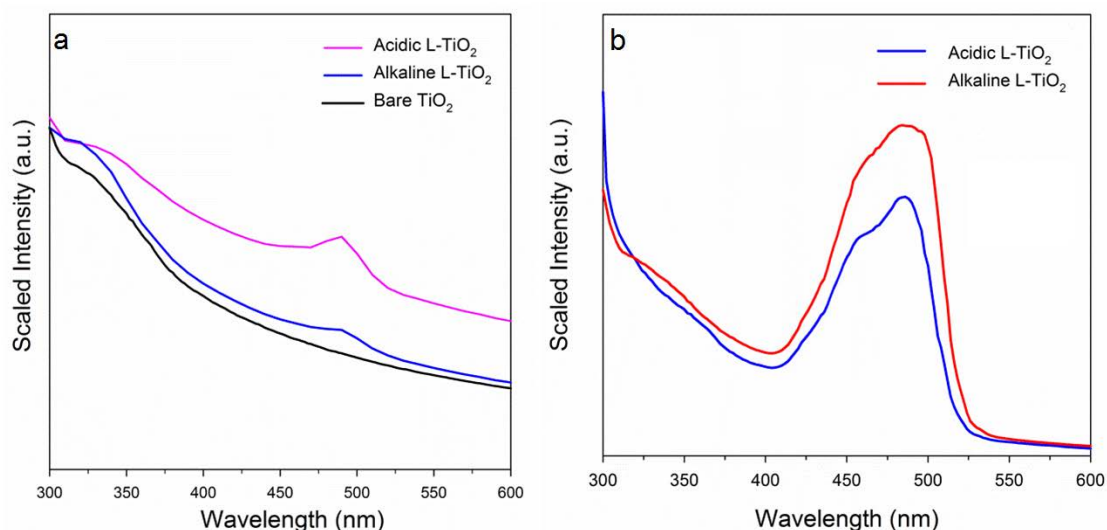 a
Acidic L-TiO₂
Alkaline L-TiO₂
Bare TiO₂
Scaled Intensity (a.u.)
300 350 400 450 500 550 600
Wavelength (nm)
b
Acidic L-TiO₂
Alkaline L-TiO₂
Scaled Intensity (a.u.)
300 350 400 450 500 550 600
Wavelength (nm)